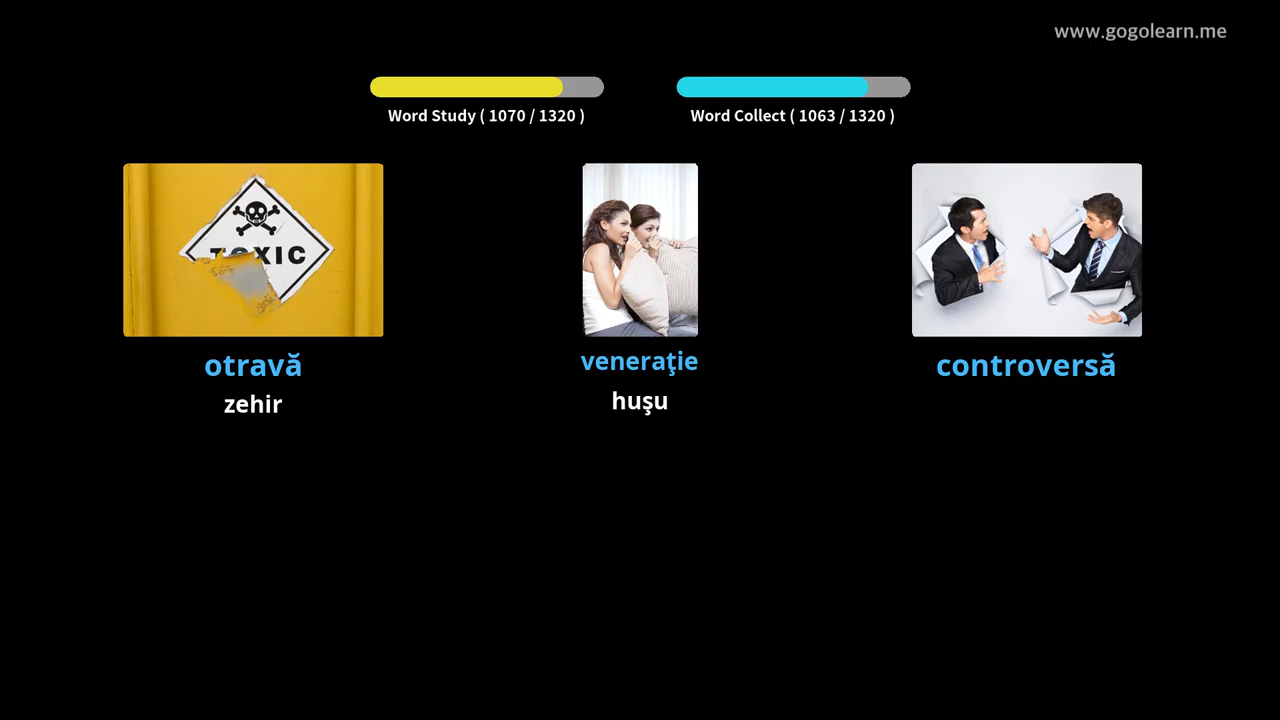 www.gogolearn.me
Word Study ( 1070 / 1320 )
Word Collect ( 1063 / 1320 )
TOXIC
otravă
zehir
veneraţie
huşu
controversă